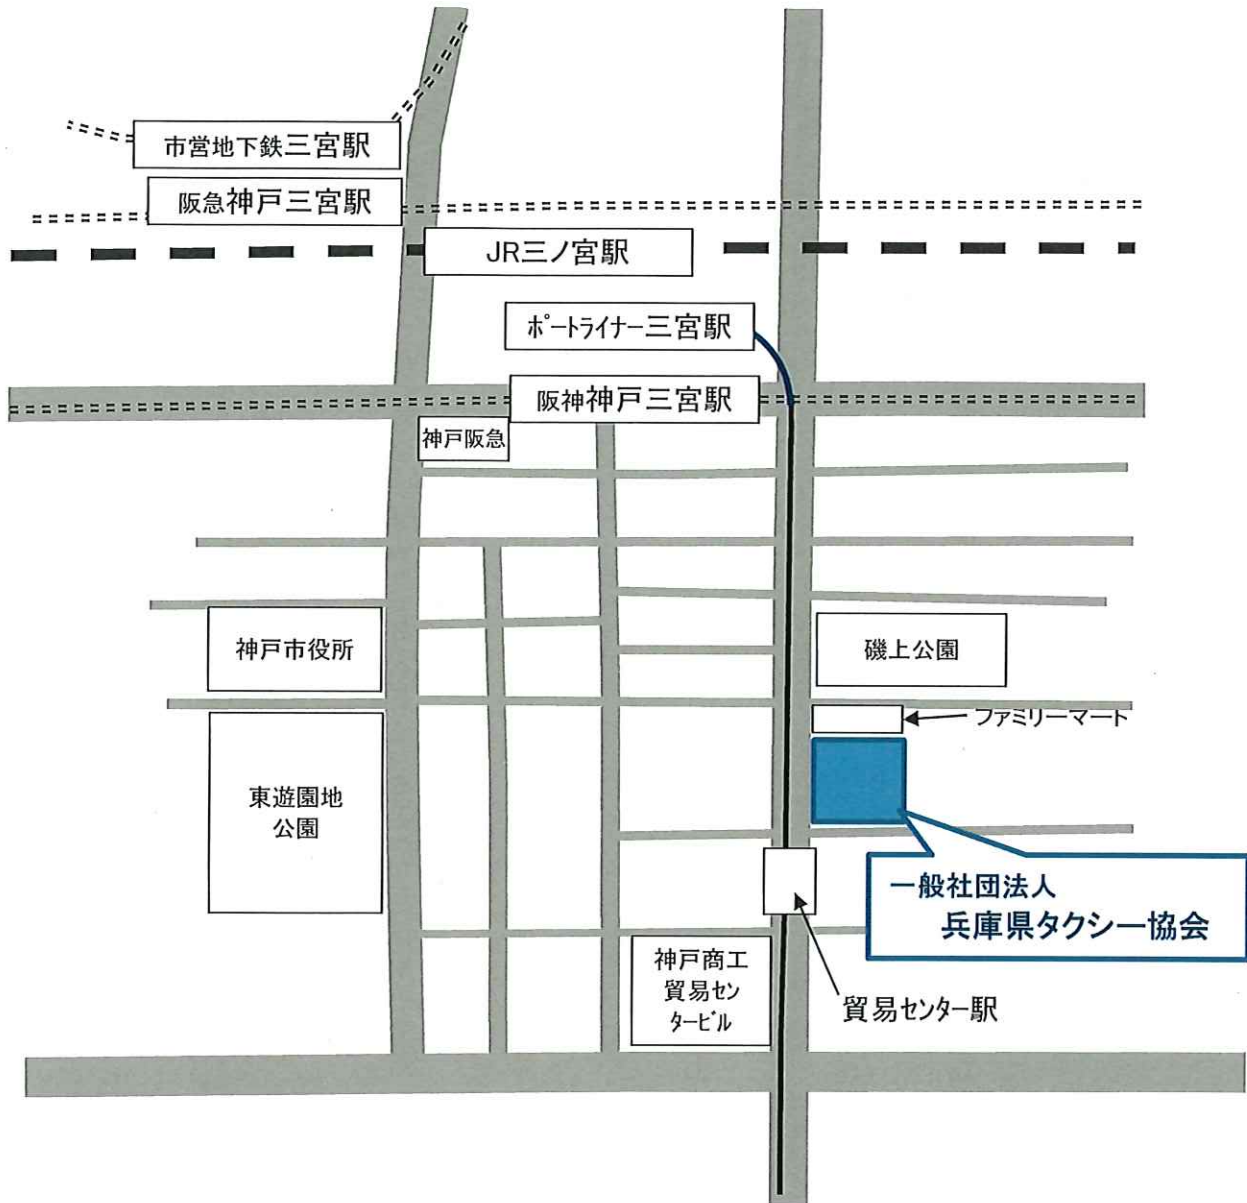 市営地下鉄三宮駅
阪急神戸三宮駅
JR三ノ宮駅
ポートライナー三宮駅
阪神神戸三宮駅
神戸阪急
神戸市役所
磯上公園
ファミリーマート
東遊園地
公園
一般社団法人
兵庫県タクシー協会
神戸商工
貿易セン
タービル
貿易センター駅